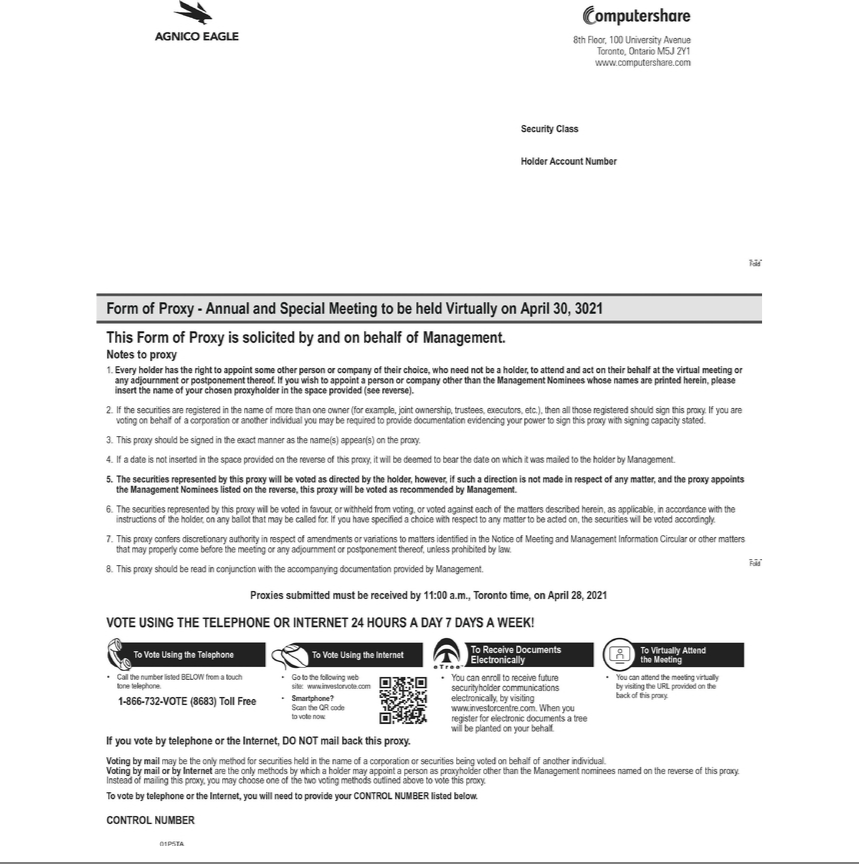 AGNICO EAGLE
Computershare
8th Floor, 100 University Avenue
Toronto, Ontario M5J 2Y1
www.computershare.com
Security Class
Holder Account Number
Fold
Form of Proxy - Annual and Special Meeting to be held Virtually on April 30, 3021
This Form of Proxy is solicited by and on behalf of Management.
Notes to proxy
1. Every holder has the right to appoint some other person or company of their choice, who need not be a holder, to attend and act on their behalf at the virtual meeting or
any adjournment or postponement thereof. If you wish to appoint a person or company other than the Management Nominees whose names are printed herein, please
insert the name of your chosen proxyholder in the space provided (see reverse).
2. If the securities are registered in the name of more than one owner (for example, joint ownership, trustees, executors, etc.), then all those registered should sign this proxy. If you are
voting on behalf of a corporation or another individual you may be required to provide documentation evidencing your power to sign this proxy with signing capacity stated.
3. This proxy should be signed in the exact manner as the name(s) appear(s) on the proxy.
4. If a date is not inserted in the space provided on the reverse of this proxy, it will be deemed to bear the date on which it was mailed to the holder by Management.
5. The securities represented by this proxy will be voted as directed by the holder, however, if such a direction is not made in respect of any matter, and the proxy appoints
the Management Nominees listed on the reverse, this proxy will be voted as recommended by Management.
6. The securities represented by this proxy will be voted in favour, or withheld from voting, or voted against each of the matters described herein, as applicable, in accordance with the
instructions of the holder, on any ballot that may be called for. If you have specified a choice with respect to any matter to be acted on, the securities will be voted accordingly.
7. This proxy confers discretionary authority in respect of amendments or variations to matters identified in the Notice of Meeting and Management Information Circular or other matters
that may properly come before the meeting or any adjournment or postponement thereof, unless prohibited by law.
Fold
8. This proxy should be read in conjunction with the accompanying documentation provided by Management.
Proxies submitted must be received by 11:00 a.m., Toronto time, on April 28, 2021
VOTE USING THE TELEPHONE OR INTERNET 24 HOURS A DAY 7 DAYS A WEEK!
To Vote Using the Telephone
• Call the number listed BELOW from a touch
tone telephone.
1-866-732-VOTE (8683) Toll Free
To Vote Using the Internet
• Go to the following web
site: www.investorvote.com
• Smartphone?
Scan the QR code
to vote now.
eTree
To Receive Documents
Electronically
• You can enroll to receive future
securityholder communications
electronically, by visiting
www.investorcentre.com. When you
register for electronic documents a tree
will be planted on your behalf.
To Virtually Attend
the Meeting
• You can attend the meeting virtually
by visiting the URL provided on the
back of this proxy.
If you vote by telephone or the Internet, DO NOT mail back this proxy.
Voting by mail may be the only method for securities held in the name of a corporation or securities being voted on behalf of another individual.
Voting by mail or by Internet are the only methods by which a holder may appoint a person as proxyholder other than the Management nominees named on the reverse of this proxy.
Instead of mailing this proxy, you may choose one of the two voting methods outlined above to vote this proxy.
To vote by telephone or the Internet, you will need to provide your CONTROL NUMBER listed below.
CONTROL NUMBER
01P5TA